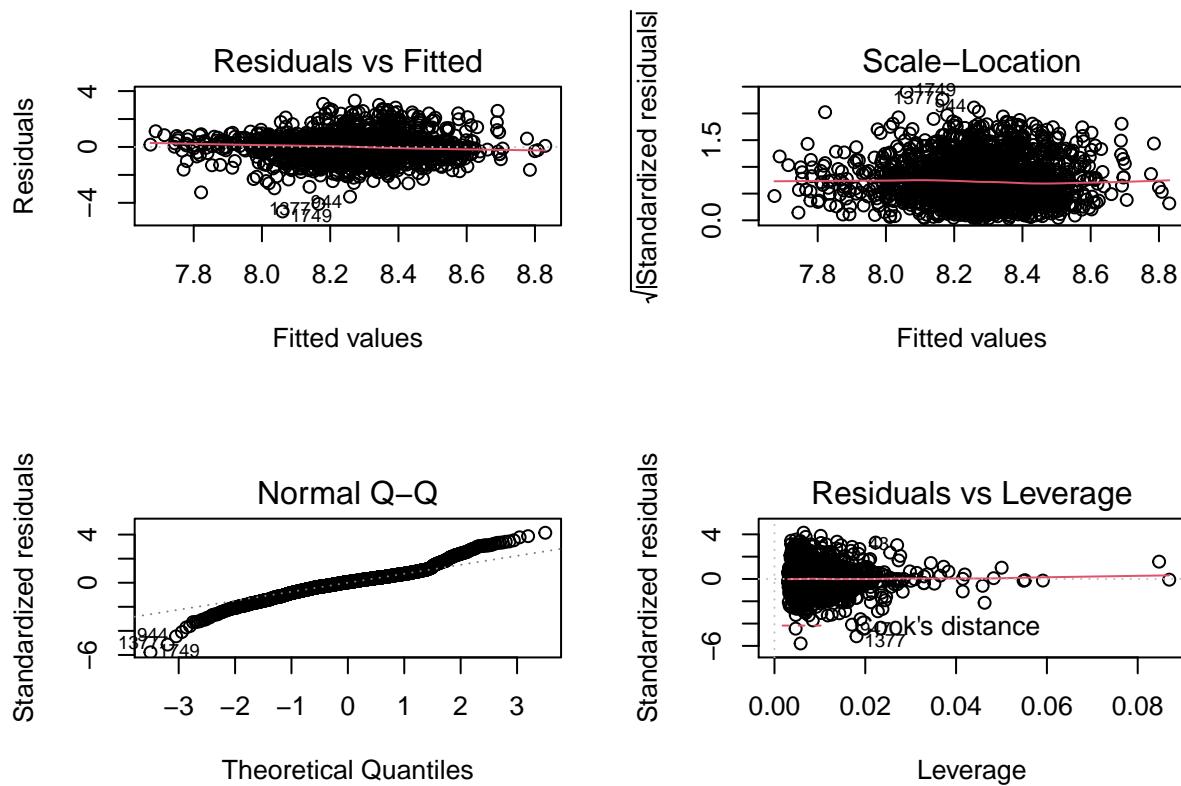 Residuals vs Fitted
Residuals
4
0
−4
944
1377
1749
7.8 8.0 8.2 8.4 8.6 8.8
Fitted values
Scale−Location
√|Standardized residuals|
1.5
0.0
1749
1377
944
7.8 8.0 8.2 8.4 8.6 8.8
Fitted values
Normal Q−Q
Standardized residuals
4
0
−6
944
1377
1749
−3 −2 −1 0 1 2 3
Theoretical Quantiles
Residuals vs Leverage
Standardized residuals
4
0
−6
Cook's distance
1377
0.00 0.02 0.04 0.06 0.08
Leverage